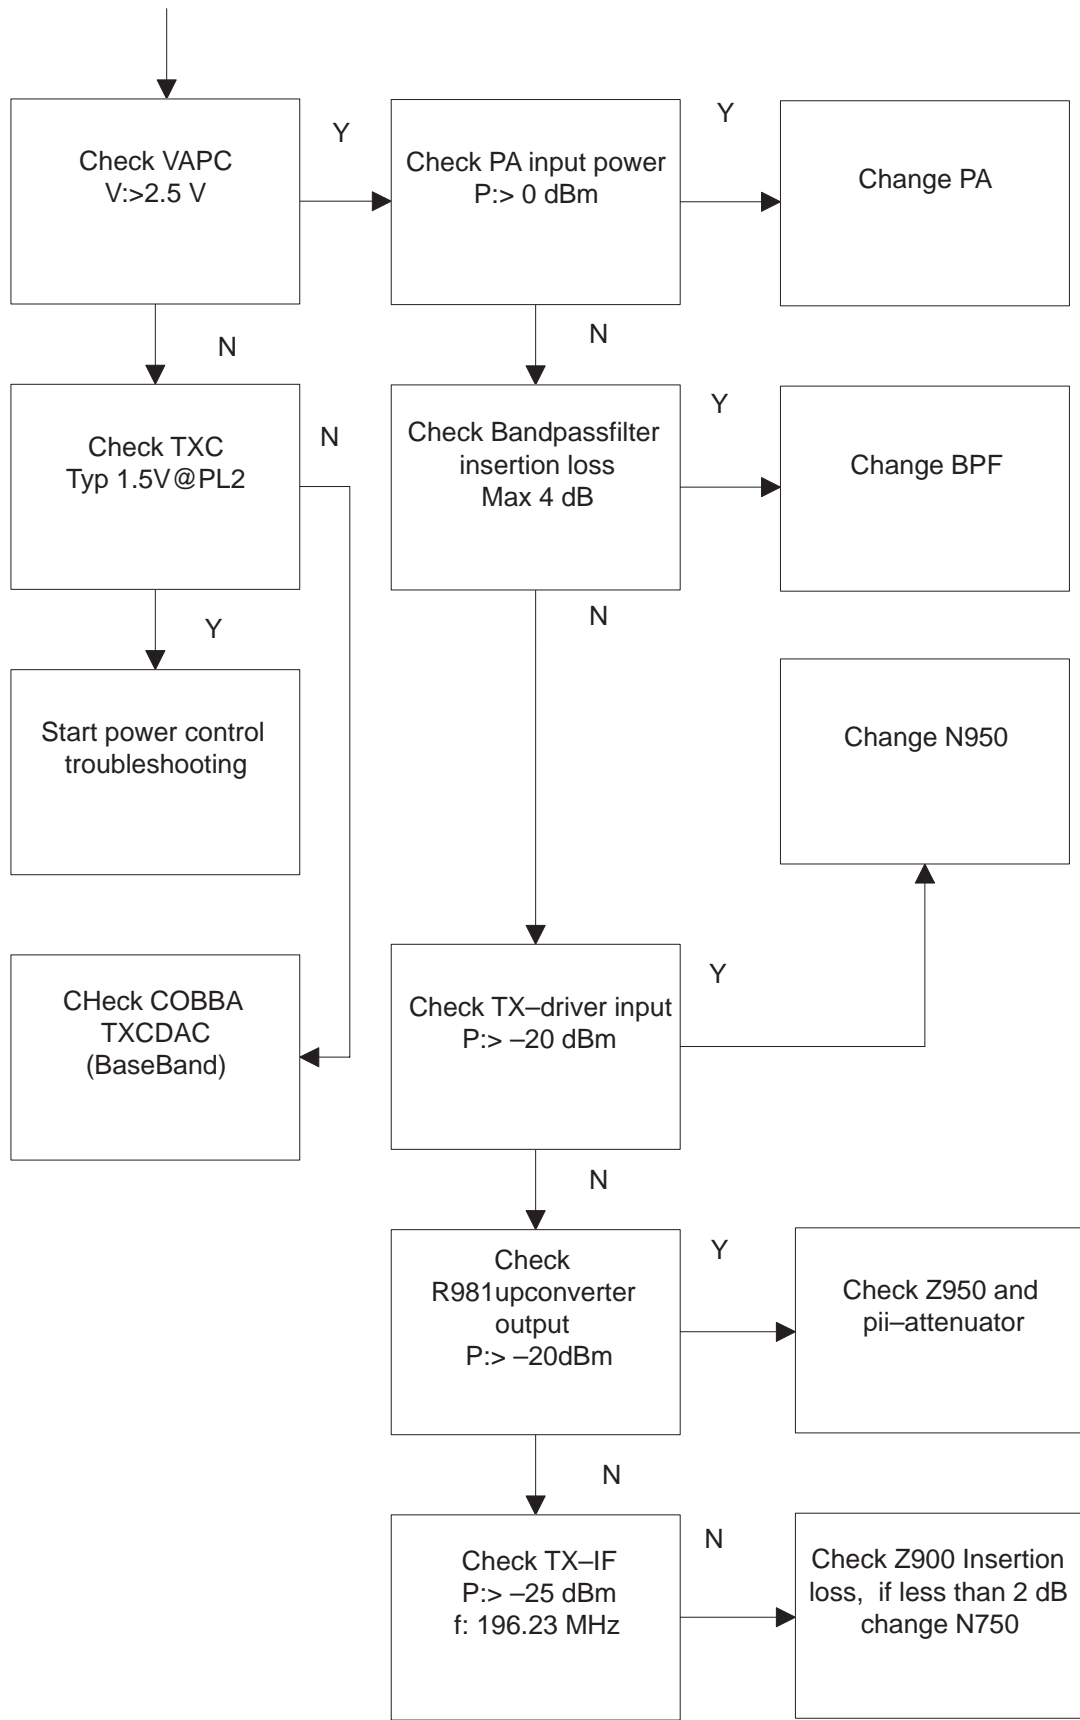 Check VAPC
V:>2.5 V
Y
Check PA input power
P:> 0 dBm
Y
Change PA
N
N
Check TXC
Typ 1.5V@PL2
N
Check Bandpassfilter
insertion loss
Max 4 dB
Y
Change BPF
Y
N
Start power control
troubleshooting
Change N950
CHeck COBBA
TXCDAC
(BaseBand)
Check TX–driver input
P:> –20 dBm
Y
N
Check
R981upconverter
output
P:> –20dBm
Y
Check Z950 and
pii–attenuator
N
Check TX–IF
P:> –25 dBm
f: 196.23 MHz
N
Check Z900 Insertion
loss,  if less than 2 dB
change N750